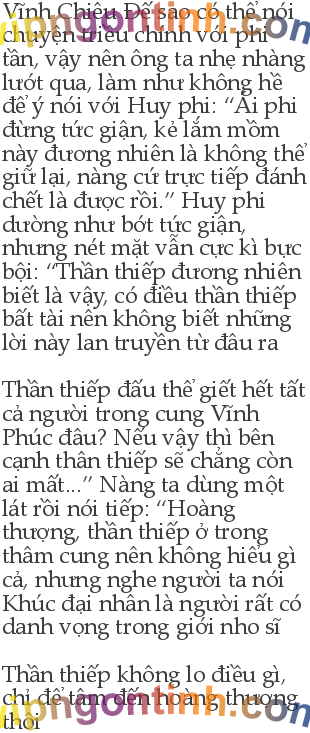 Vĩnh Chiêu Đế sao có thể nói
chuyện triều chính với phi
tần, vậy nên ông ta nhẹ nhàng
lướt qua, làm như không hề
để ý nói với Huy phi: “Ái phi
đừng tức giận, kẻ lắm mồm
này đương nhiên là không thể
giữ lại, nàng cứ trực tiếp đánh
chết là được rồi.” Huy phi
dường như bớt tức giận,
nhưng nét mặt vẫn cực kì bực
bội: “Thần thiếp đương nhiên
biết là vậy, có điều thần thiếp
bất tài nên không biết những
lời này lan truyền từ đâu ra
Thần thiếp đấu thể giết hết tất
cả người trong cung Vĩnh
Phúc đâu? Nếu vậy thì bên
cạnh thân thiếp sẽ chẳng còn
ai mất...” Nàng ta dùng một
lát rồi nói tiếp: “Hoàng
thượng, thần thiếp ở trong
thâm cung nên không hiểu gì
cả, nhưng nghe người ta nói
Khúc đại nhân là người rất có
danh vọng trong giới nho sĩ
Thần thiếp không lo điều gì,
chỉ để tâm đến hoàng thượng
thôi
vipngontinh.com
vipngontinh.com